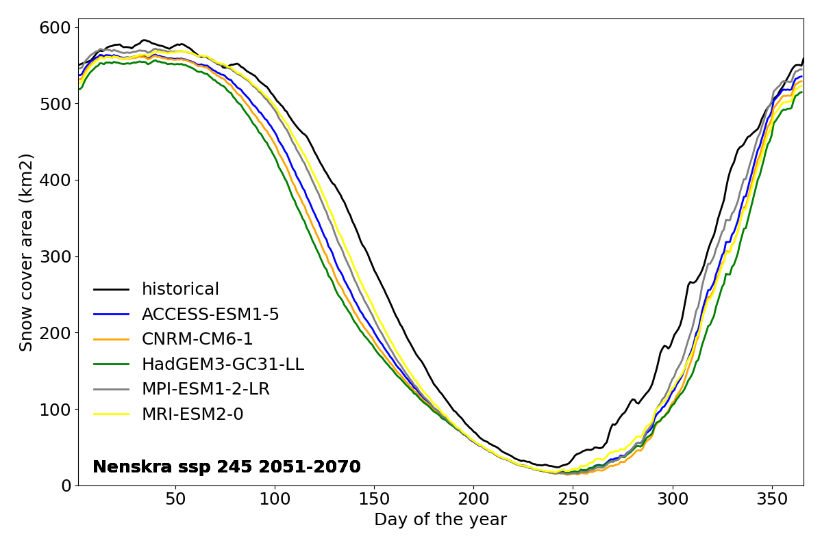 600
500
400
300
200
100
0
Snow cover area (km2)
historical
ACCESS-ESM1-5
CNRM-CM6-1
HadGEM3-GC31-LL
MPI-ESM1-2-LR
MRI-ESM2-0
Nenskra ssp 245 2051-2070
50 100 150 200 250 300 350
Day of the year